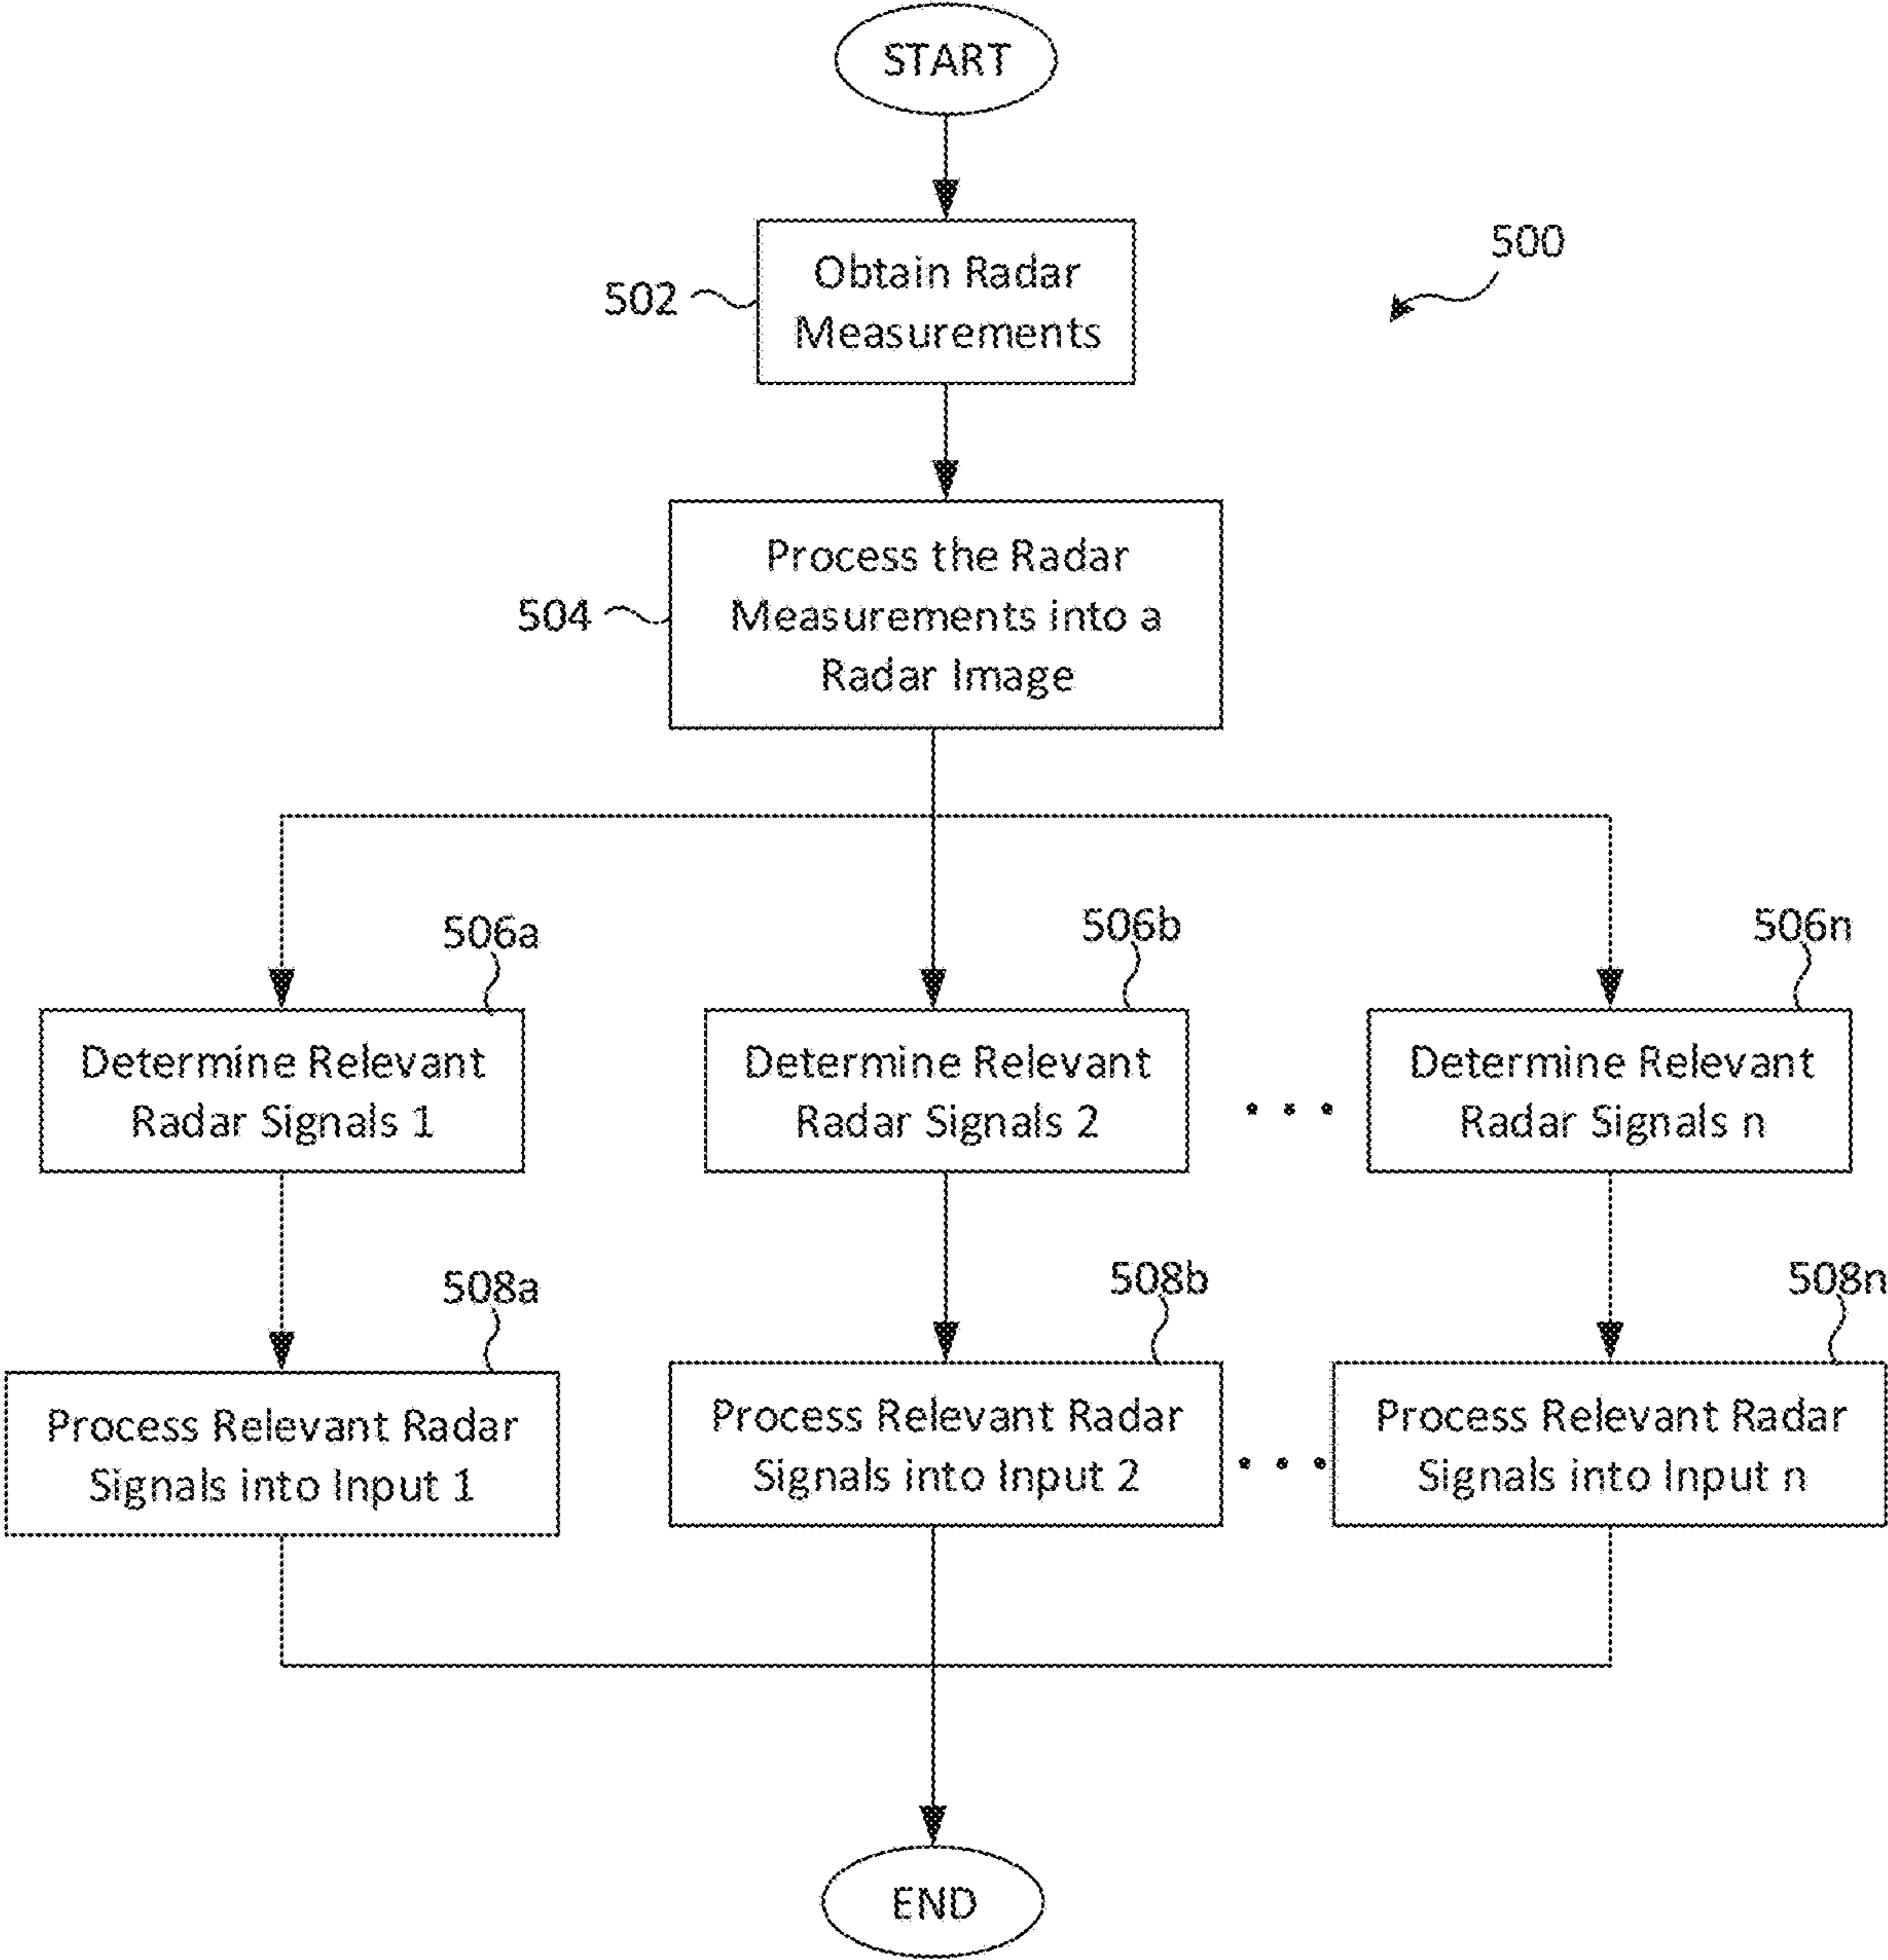 START
500
502
Obtain Radar
Measurements
504
Process the Radar
Measurements into a
Radar Image
506a
506b
506n
Determine Relevant
Radar Signals 1
Determine Relevant
Radar Signals 2
• • •
Determine Relevant
Radar Signals n
508a
508b
508n
Process Relevant Radar
Signals into Input 1
Process Relevant Radar
Signals into Input 2
• • •
Process Relevant Radar
Signals into Input n
END